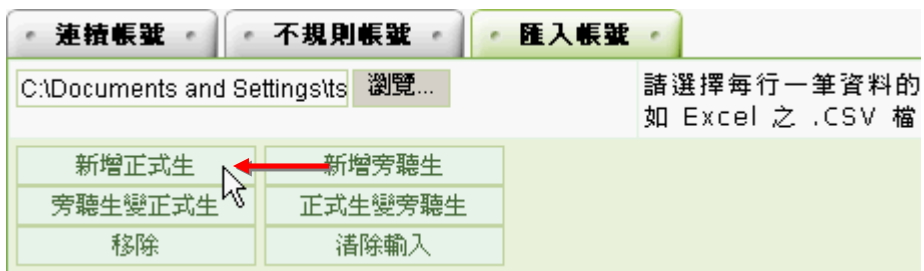 連續帳號 不規則帳號 匯入帳號
C:\Documents and Settings\ts 瀏覽... 請選擇每行一筆資料的
如 Excel 之 .CSV 檔
新增正式生 新增旁聽生
旁聽生變正式生 正式生變旁聽生
移除 清除輸入